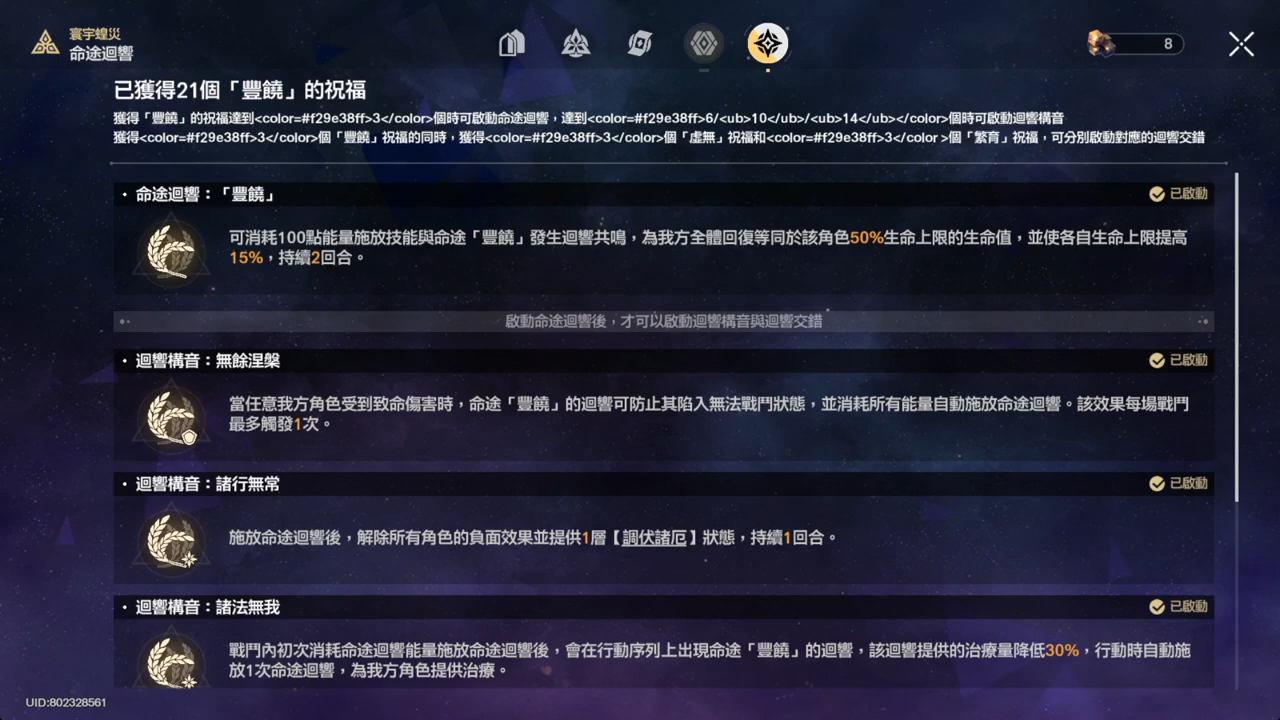 寰宇蝗災
命途迴響
8
已獲得21個「豐饒」的祝福
獲得「豐饒」的祝福達到<color=#f29e38ff>3</color>個時可啟動命途迴響，達到<color=#f29e38ff>6/<ub>10</ub>/<ub>14</ub></color>個時可啟動迴響構音
獲得<color=#f29e38ff>3</color>個「豐饒」祝福的同時，獲得<color=#f29e38ff>3</color>個「虛無」祝福和<color=#f29e38ff>3</color >個「繁育」祝福，可分別啟動對應的迴響交錯
・命途迴響：「豐饒」 已啟動
可消耗100點能量施放技能與命途「豐饒」發生迴響共鳴，為我方全體回復等同於該角色50%生命上限的生命值，並使各自生命上限提高
15%，持續2回合。
啟動命途迴響後，才可以啟動迴響構音與迴響交錯
・迴響構音：無餘涅槃 已啟動
當任意我方角色受到致命傷害時，命途「豐饒」的迴響可防止其陷入無法戰鬥狀態，並消耗所有能量自動施放命途迴響。該效果每場戰鬥
最多觸發1次。
・迴響構音：諸行無常 已啟動
施放命途迴響後，解除所有角色的負面效果並提供1層【調伏諸厄】狀態，持續1回合。
・迴響構音：諸法無我 已啟動
戰鬥內初次消耗命途迴響能量施放命途迴響後，會在行動序列上出現命途「豐饒」的迴響，該迴響提供的治療量降低30%，行動時自動施
放1次命途迴響，為我方角色提供治療。
UID:802328561